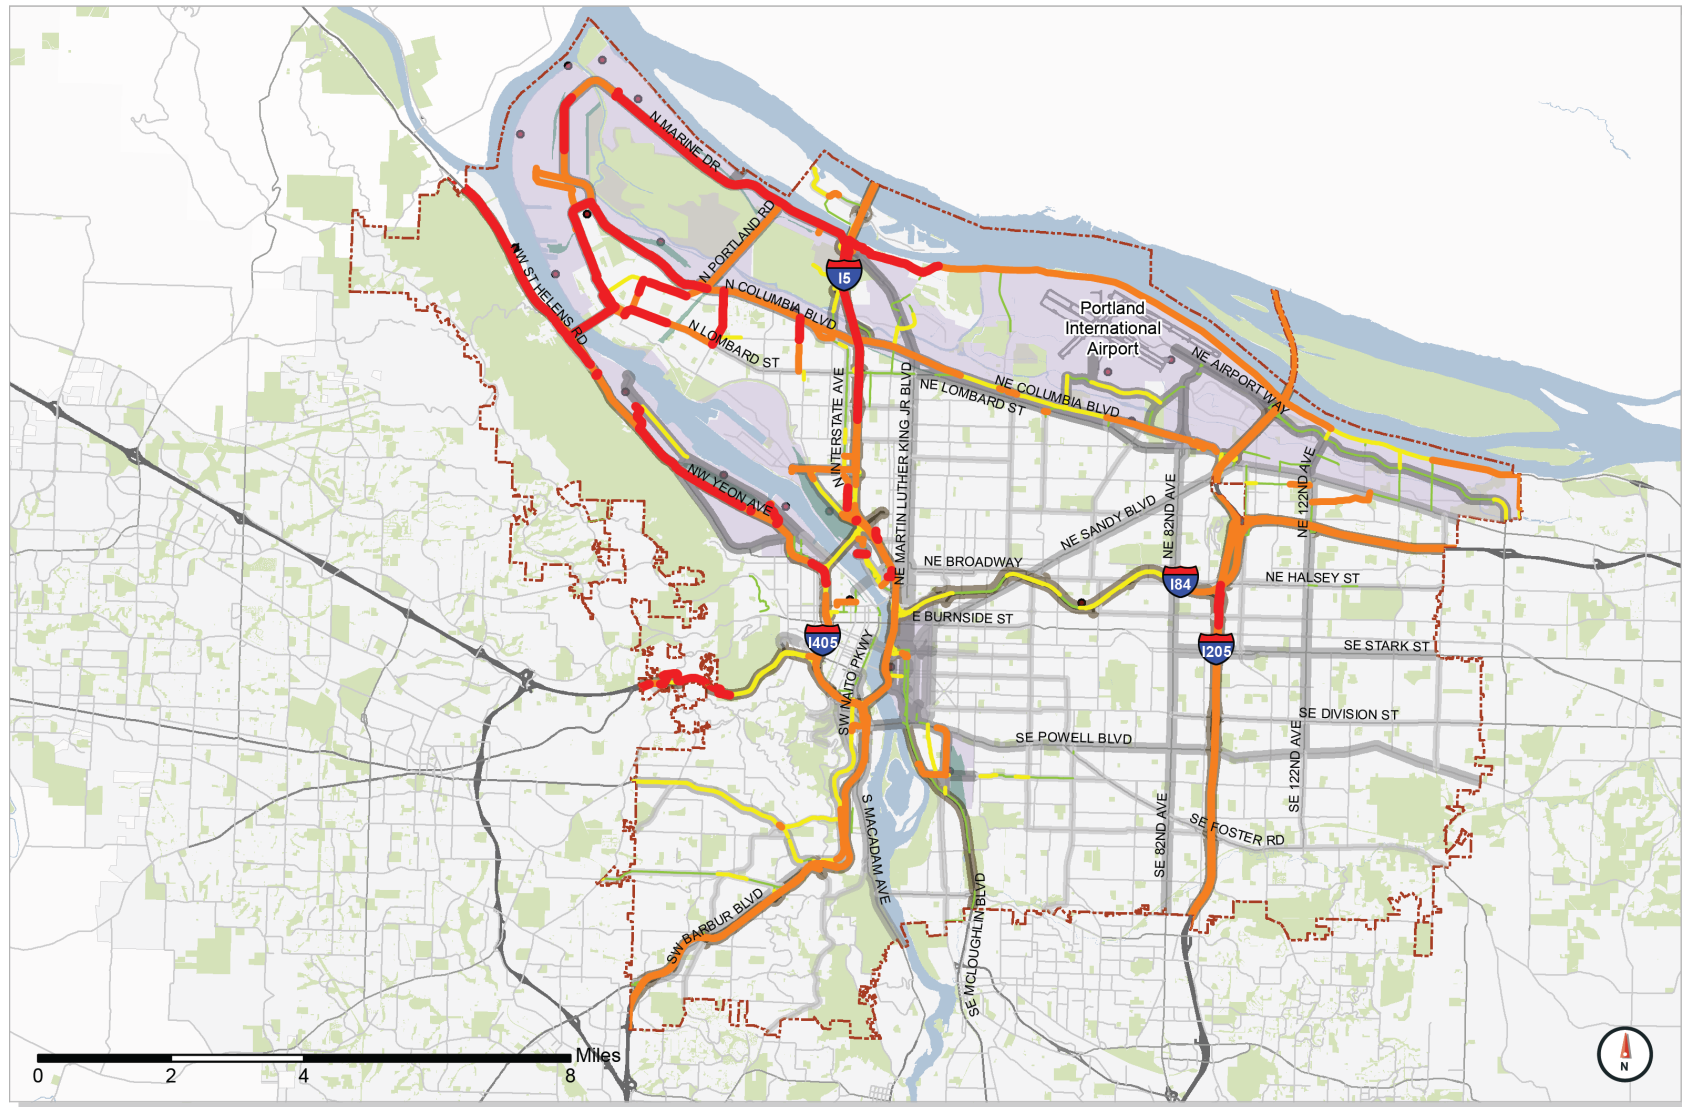 N MARINE DR
N PORTLAND RD
NW ST HELENS RD
I5
N COLUMBIA BLVD
N LOMBARD ST
Portland
International
Airport
NE AIRPORT WAY
N INTERSTATE AVE
NE MARTIN LUTHER KING JR BLVD
NE LOMBARD ST
NE COLUMBIA BLVD
NW YEON AVE
NE 82ND AVE
NE 122ND AVE
NE SANDY BLVD
NE BROADWAY
I84
NE HALSEY ST
E BURNSIDE ST
I405
I205
SE STARK ST
SW NAITO PKWY
SE DIVISION ST
SE POWELL BLVD
SE 122ND AVE
S MACADAM AVE
SE 82ND AVE
SE FOSTER RD
SW BARBUR BLVD
SE MCLOUGHLIN BLVD
Miles
0 2 4 8
N